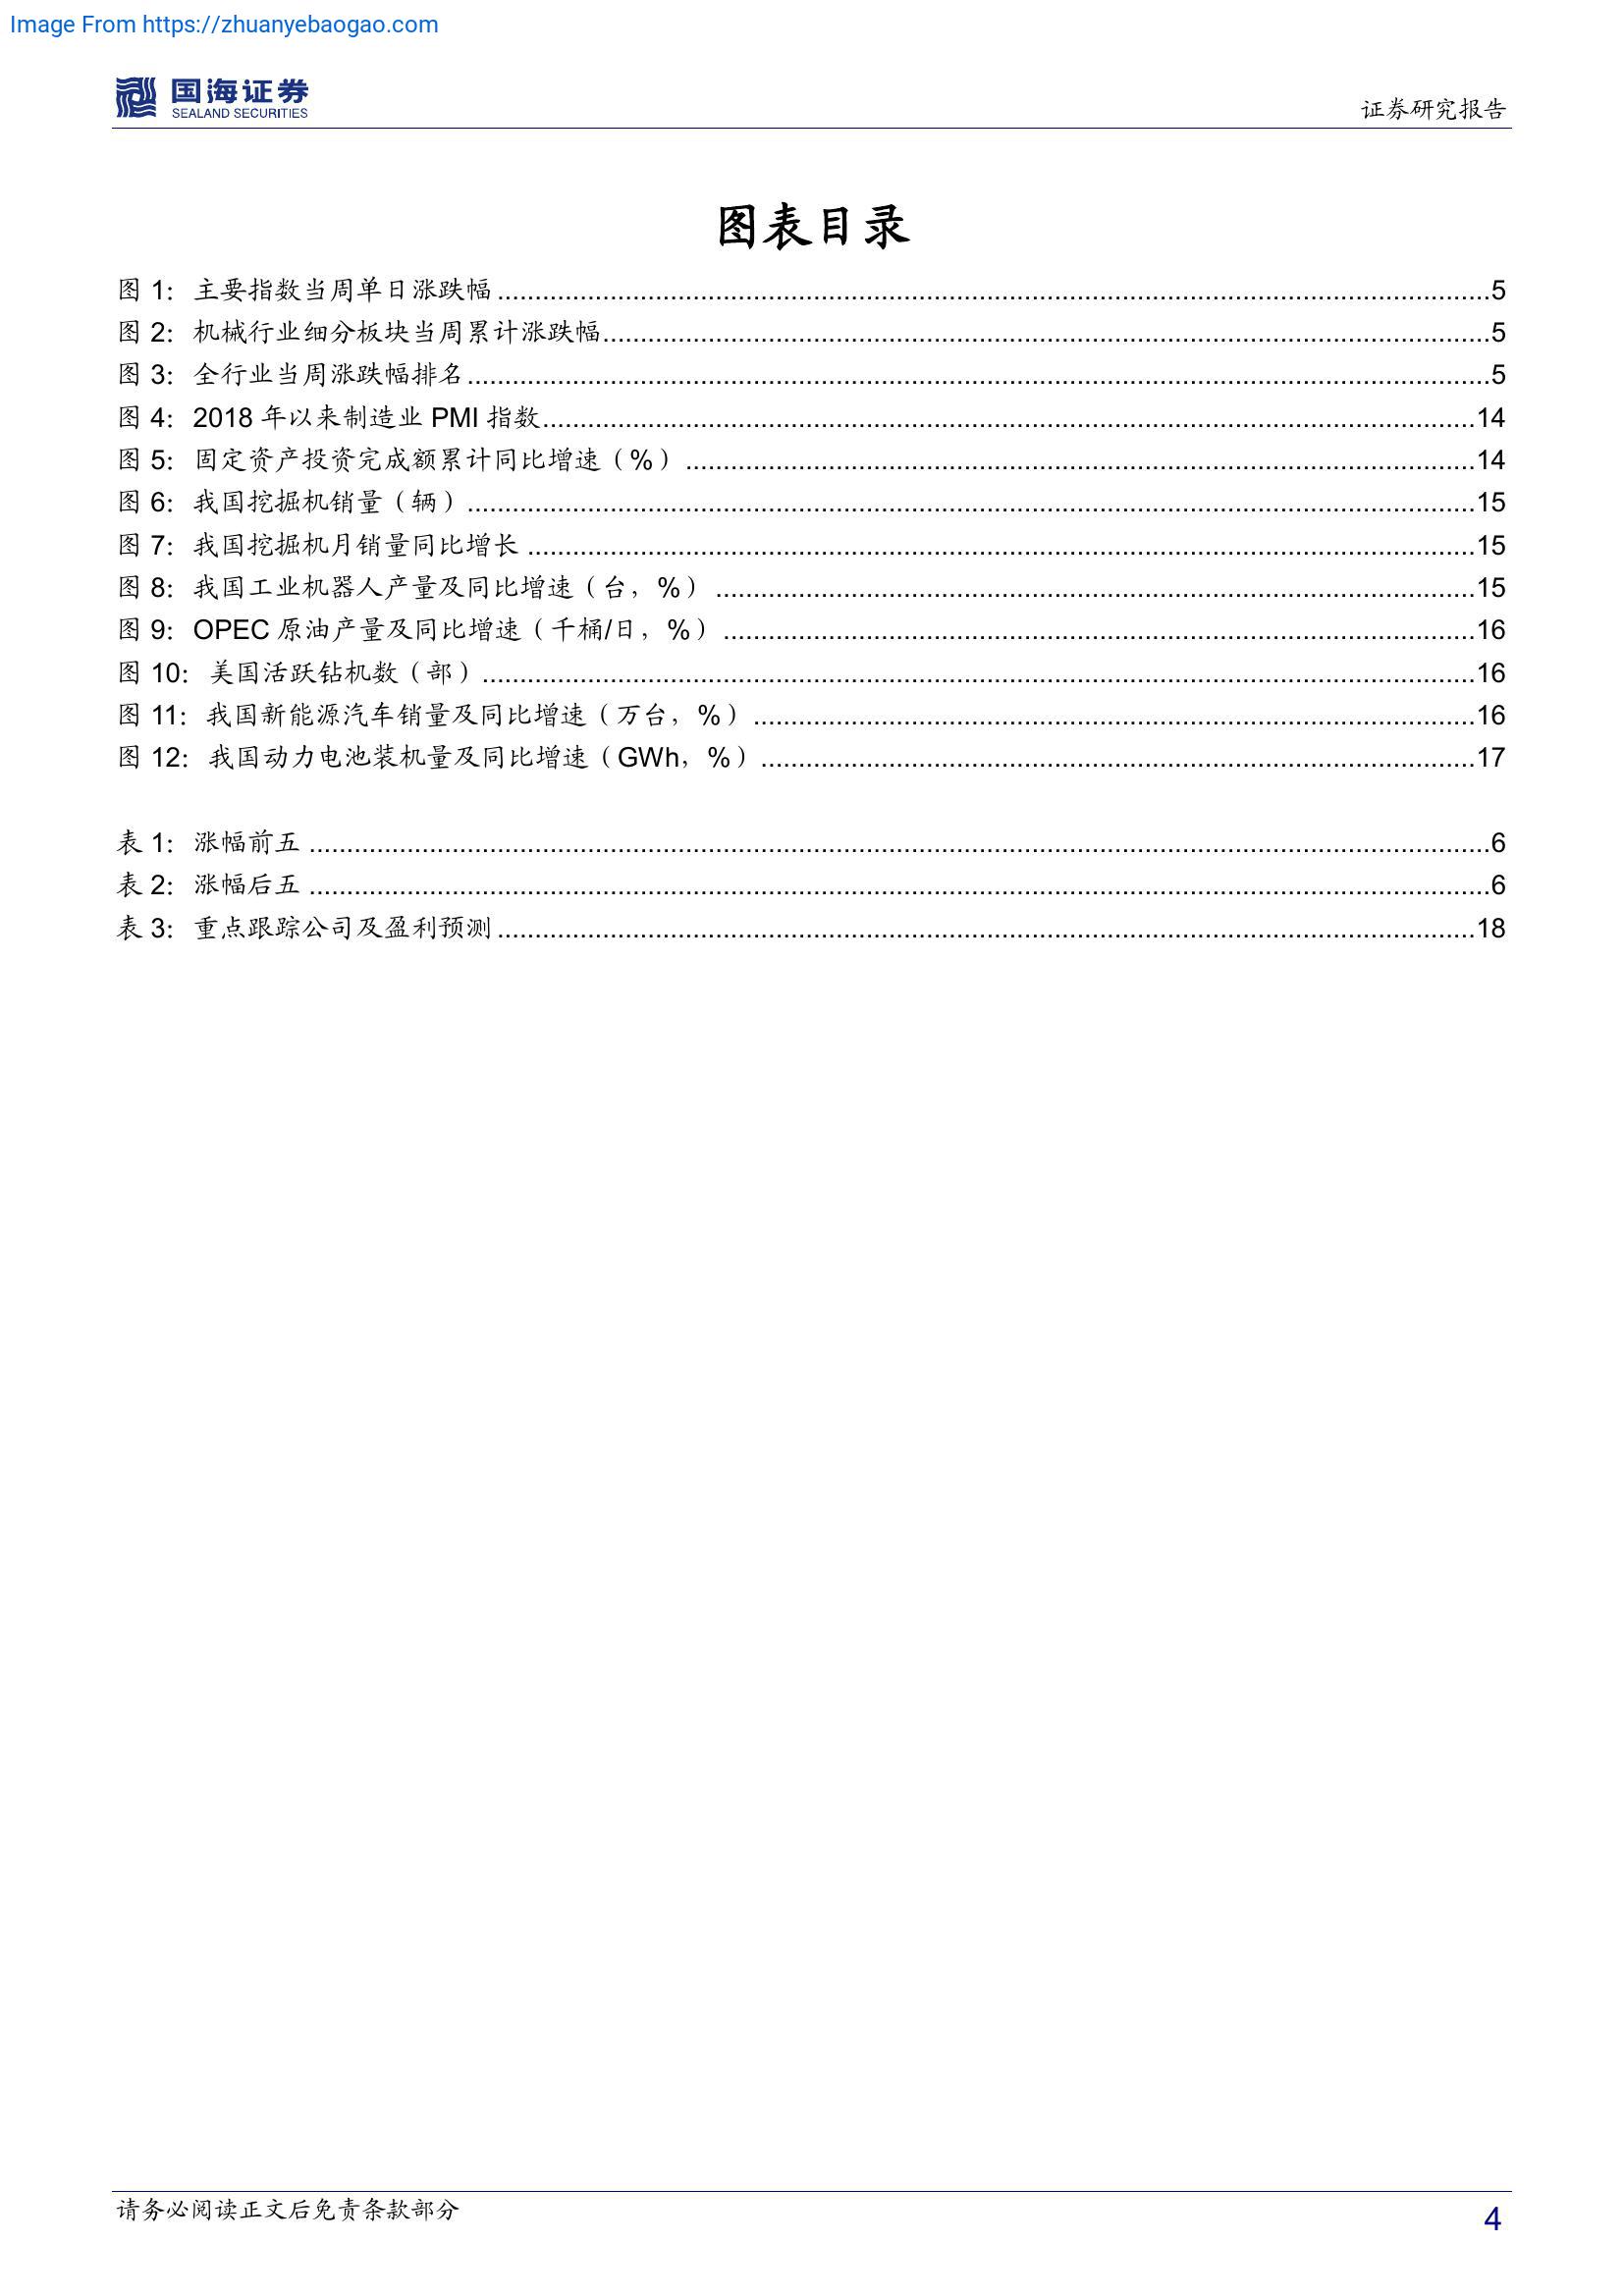 Image From https://zhuanyebaogao.com
国海证券
SEALAND SECURITIES
证券研究报告
图表目录
图 1：主要指数当周单日涨跌幅....................5
图 2：机械行业细分板块当周累计涨跌幅....................5
图 3：全行业当周涨跌幅排名....................5
图 4：2018 年以来制造业 PMI 指数....................14
图 5：固定资产投资完成额累计同比增速（%）....................14
图 6：我国挖掘机销量（辆）....................15
图 7：我国挖掘机月销量同比增长....................15
图 8：我国工业机器人产量及同比增速（台，%）....................15
图 9：OPEC 原油产量及同比增速（千桶/日，%）....................16
图 10：美国活跃钻机数（部）....................16
图 11：我国新能源汽车销量及同比增速（万台，%）....................16
图 12：我国动力电池装机量及同比增速（GWh，%）....................17
表 1：涨幅前五....................6
表 2：涨幅后五....................6
表 3：重点跟踪公司及盈利预测....................18
请务必阅读正文后免责条款部分
4